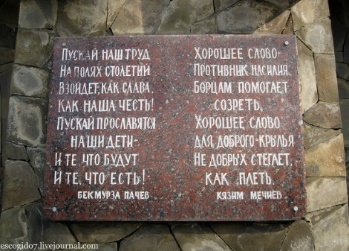 ПУСКАЙ НАШ ТРУД
НА ПОЛЯХ СТОЛЕТИЙ
ВЗОЙДЕТ, КАК СЛАВА,
КАК НАША ЧЕСТЬ!
ПУСКАЙ ПРОСЛАВЯТСЯ
НАШИ ДЕТИ-
И ТЕ, ЧТО БУДУТ
И ТЕ, ЧТО ЕСТЬ!
БЕКМУРЗА ПАЧЕВ
ХОРОШЕЕ СЛОВО-
ПРОТИВНИК НАСИЛИЯ,
БОРЦАМ ПОМОГАЕТ
СОЗРЕТЬ,
ХОРОШЕЕ СЛОВО
ДЛЯ ДОБРОГО-КРЫЛЬЯ
НЕ ДОБРЫХ СТЕГАЕТ,
КАК ПЛЕТЬ.
КЯЗИМ МЕЧИЕВ
escogido7.livejournal.com